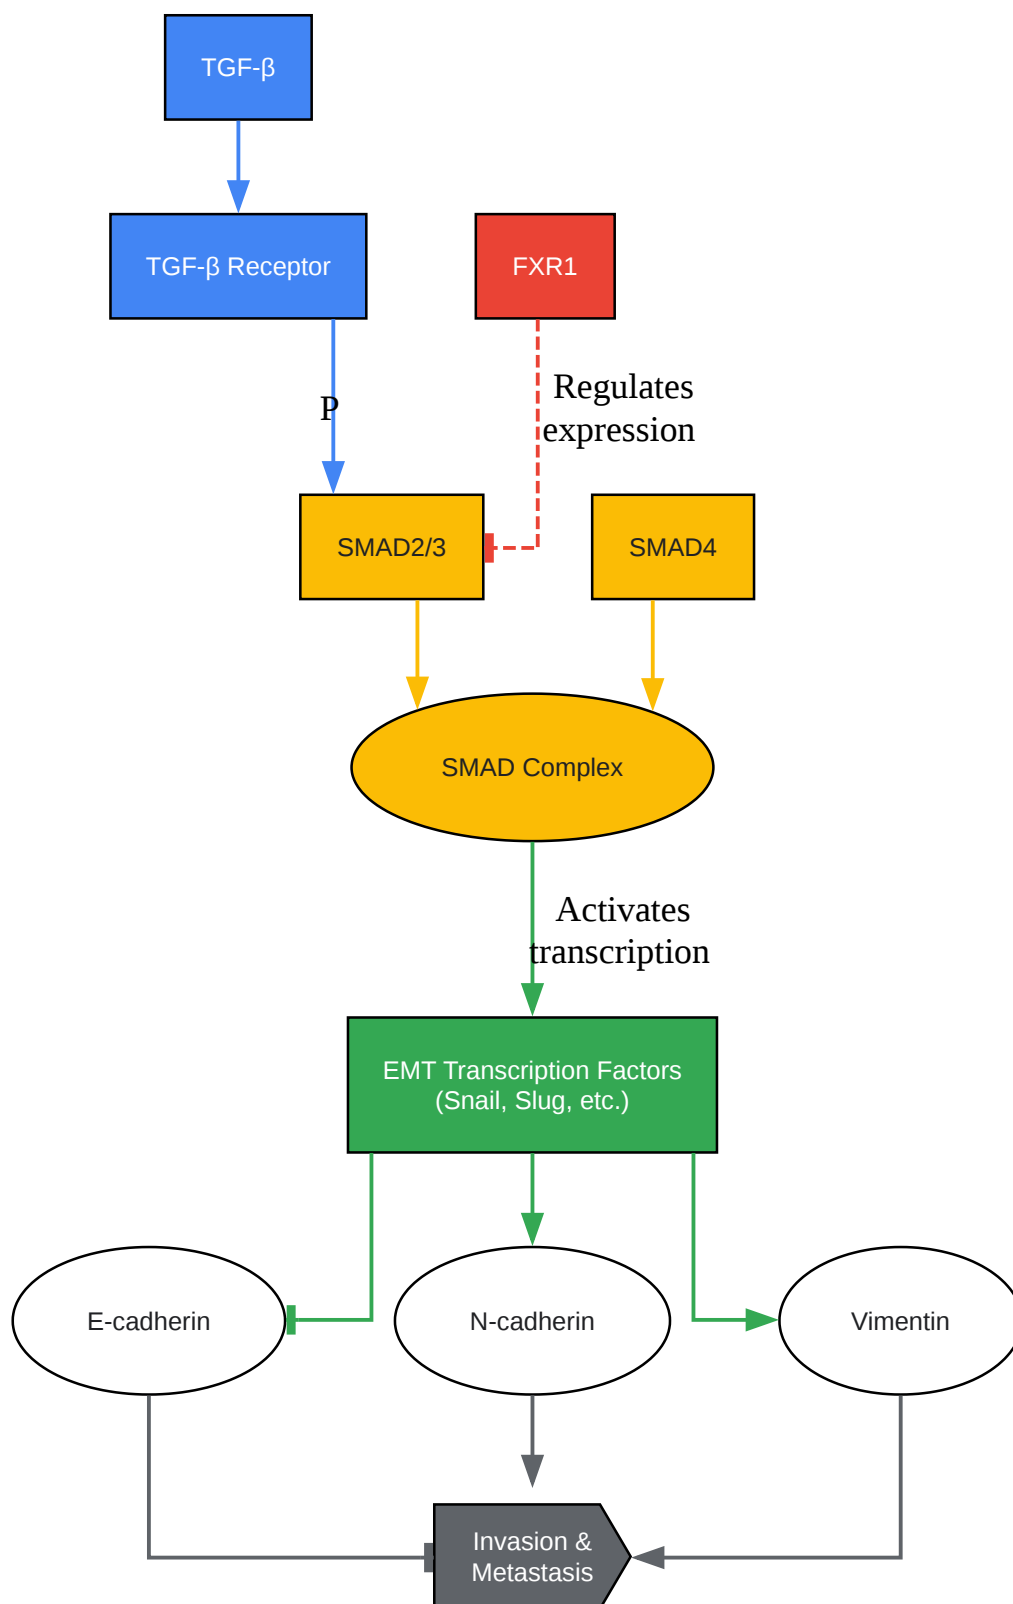 TGF-β
TGF-β Receptor
FXR1
P
Regulates
expression
SMAD2/3
SMAD4
SMAD Complex
Activates
transcription
EMT Transcription Factors
(Snail, Slug, etc.)
E-cadherin
N-cadherin
Vimentin
Invasion &
Metastasis